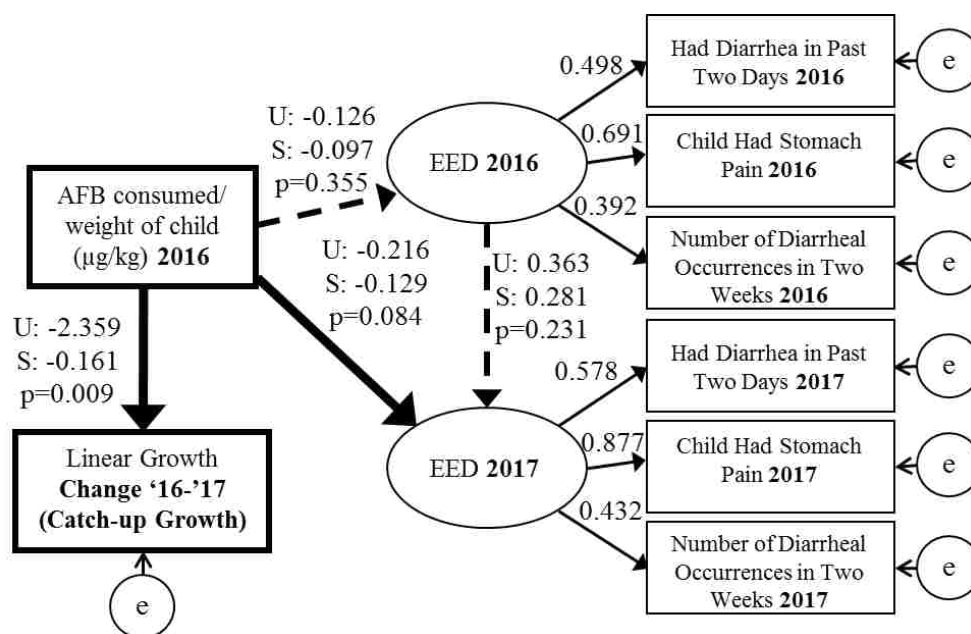 AFB consumed/
weight of child
(µg/kg) 2016
U: -0.126
S: -0.097
p=0.355
U: -2.359
S: -0.161
p=0.009
Linear Growth
Change ‘16-’17
(Catch-up Growth)
e
U: -0.216
S: -0.129
p=0.084
EED 2016
U: 0.363
S: 0.281
p=0.231
EED 2017
0.498
Had Diarrhea in Past
Two Days 2016
e
0.691
Child Had Stomach
Pain 2016
e
0.392
Number of Diarrheal
Occurrences in Two
Weeks 2016
e
0.578
Had Diarrhea in Past
Two Days 2017
e
0.877
Child Had Stomach
Pain 2017
e
0.432
Number of Diarrheal
Occurrences in Two
Weeks 2017
e